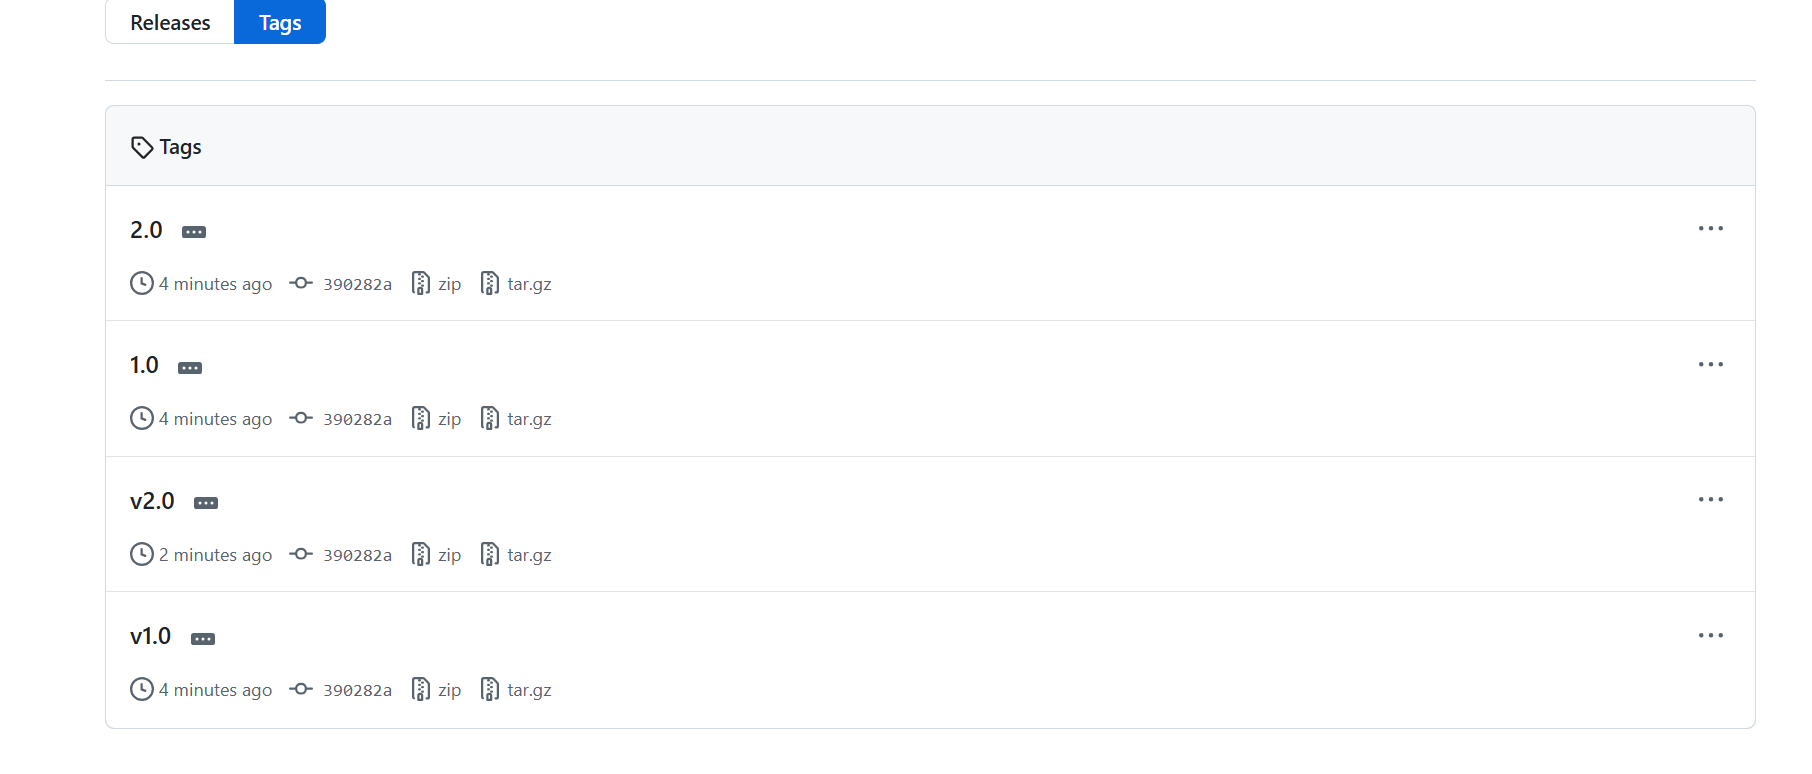 Releases Tags
Tags
2.0
4 minutes ago 390282a zip tar.gz
1.0
4 minutes ago 390282a zip tar.gz
v2.0
2 minutes ago 390282a zip tar.gz
v1.0
4 minutes ago 390282a zip tar.gz